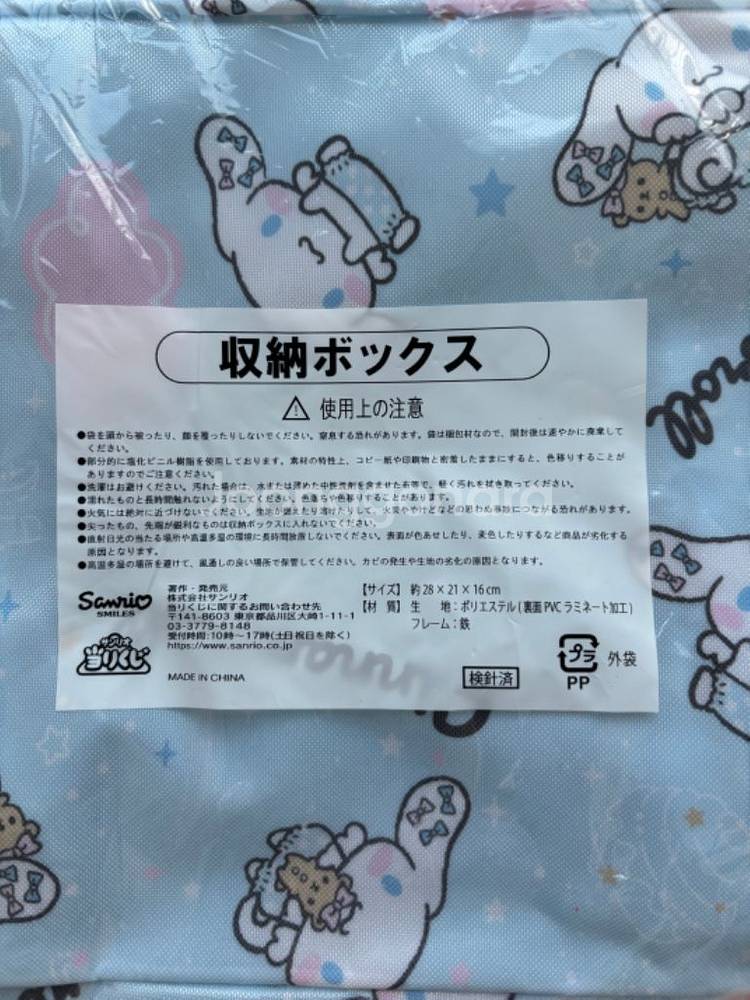 収納ボックス
使用上の注意
●袋を頭から被ったり、顔を覆ったりしないでください。窒息する恐れがあります。袋は梱包材なので、開封後は速やかに廃棄して
ください。
●部分的に塩化ビニル樹脂を使用しております。素材の特性上、コピー紙や印刷物と密着したままにすると、色移りすることが
ありますのでご注意ください。
●洗濯はお避けください。汚れた場合は、水または薄めた中性洗剤を含ませた布等で、軽く汚れを拭き取ってください。
●濡れたものと長時間触れないようにしてください。色落ちや色移りすることがあります。
●火気には絶対に近づけないでください。生地が燃えたり溶けたりし、火災ややけどなどの思わぬ事故につながる恐れがあります。
●尖ったもの、先端が鋭利なものは収納ボックスに入れないでください。
●直射日光の当たる場所や高温多湿の環境に長時間放置しないでください。表面が色あせしたり、変色したりするなど商品が劣化する
原因となります。
●高温多湿の場所を避けて、風通しの良い場所で保管してください。カビの発生や生地の劣化の原因となります。
Sanrio
SMILES
サンリオ
当りくじ
著作・発売元
株式会社サンリオ
当りくじに関するお問い合わせ先
〒141-8603 東京都品川区大崎1-11-1
03-3779-8148
受付時間:10時〜17時(土日祝日を除く)
https://www.sanrio.co.jp
MADE IN CHINA
【サイズ】 約28×21×16cm
【材 質】 生 地:ポリエステル(裏面PVCラミネート加工)
フレーム:鉄
検針済
プラ
PP
外袋
roll